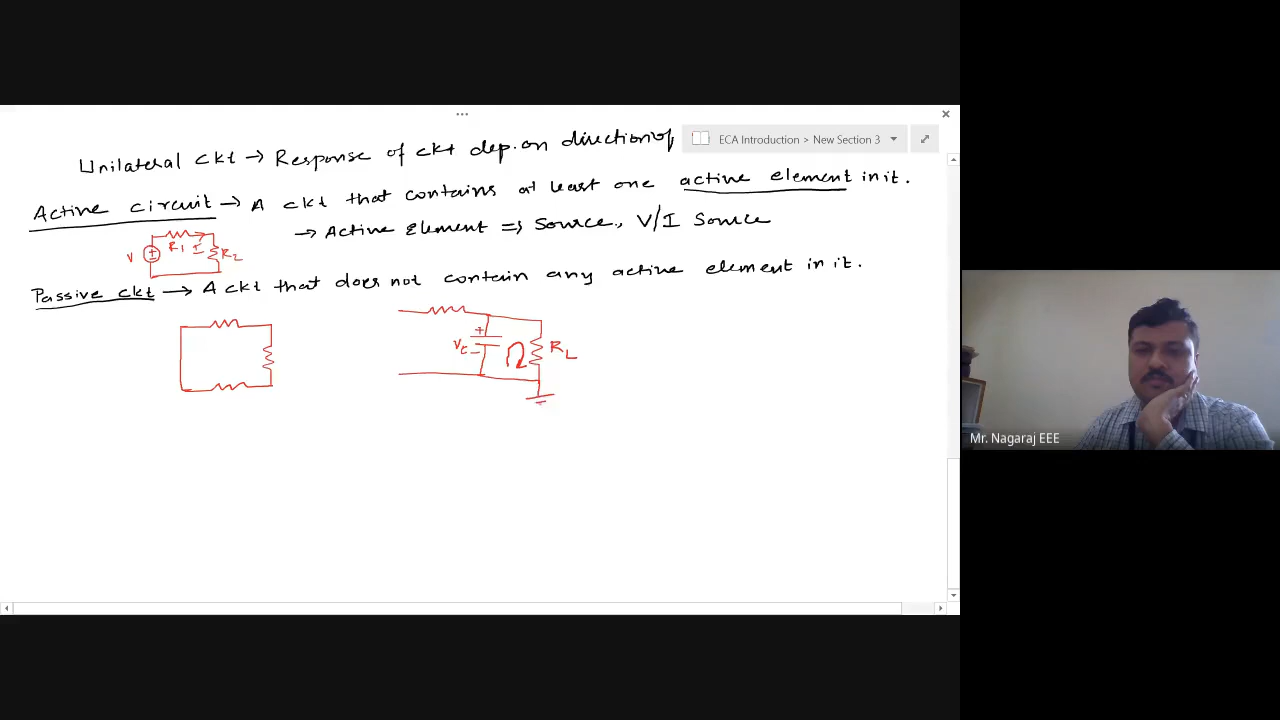 ECA Introduction > New Section 3
Unilateral ckt → Response of ckt dep. on direction of
Active circuit → A ckt that contains at least one active element in it.
→ Active Element ⇒ Source, V/I Source
V
R1
I
R2
Passive ckt → A ckt that does not contain any active element in it.
+
Vc
−
RL
Mr. Nagaraj EEE